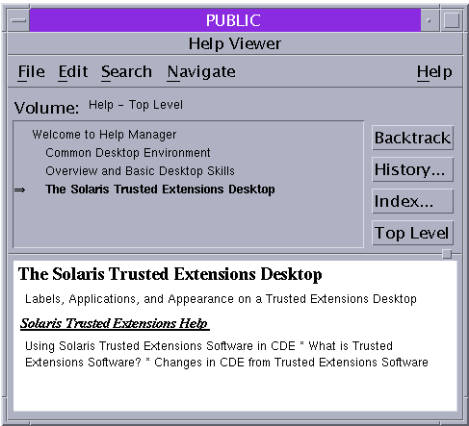 PUBLIC
Help Viewer
File Edit Search Navigate Help
Volume: Help - Top Level
Welcome to Help Manager
Common Desktop Environment
Overview and Basic Desktop Skills
⇒ The Solaris Trusted Extensions Desktop
Backtrack
History...
Index...
Top Level
The Solaris Trusted Extensions Desktop
Labels, Applications, and Appearance on a Trusted Extensions Desktop
Solaris Trusted Extensions Help
Using Solaris Trusted Extensions Software in CDE * What is Trusted
Extensions Software? * Changes in CDE from Trusted Extensions Software